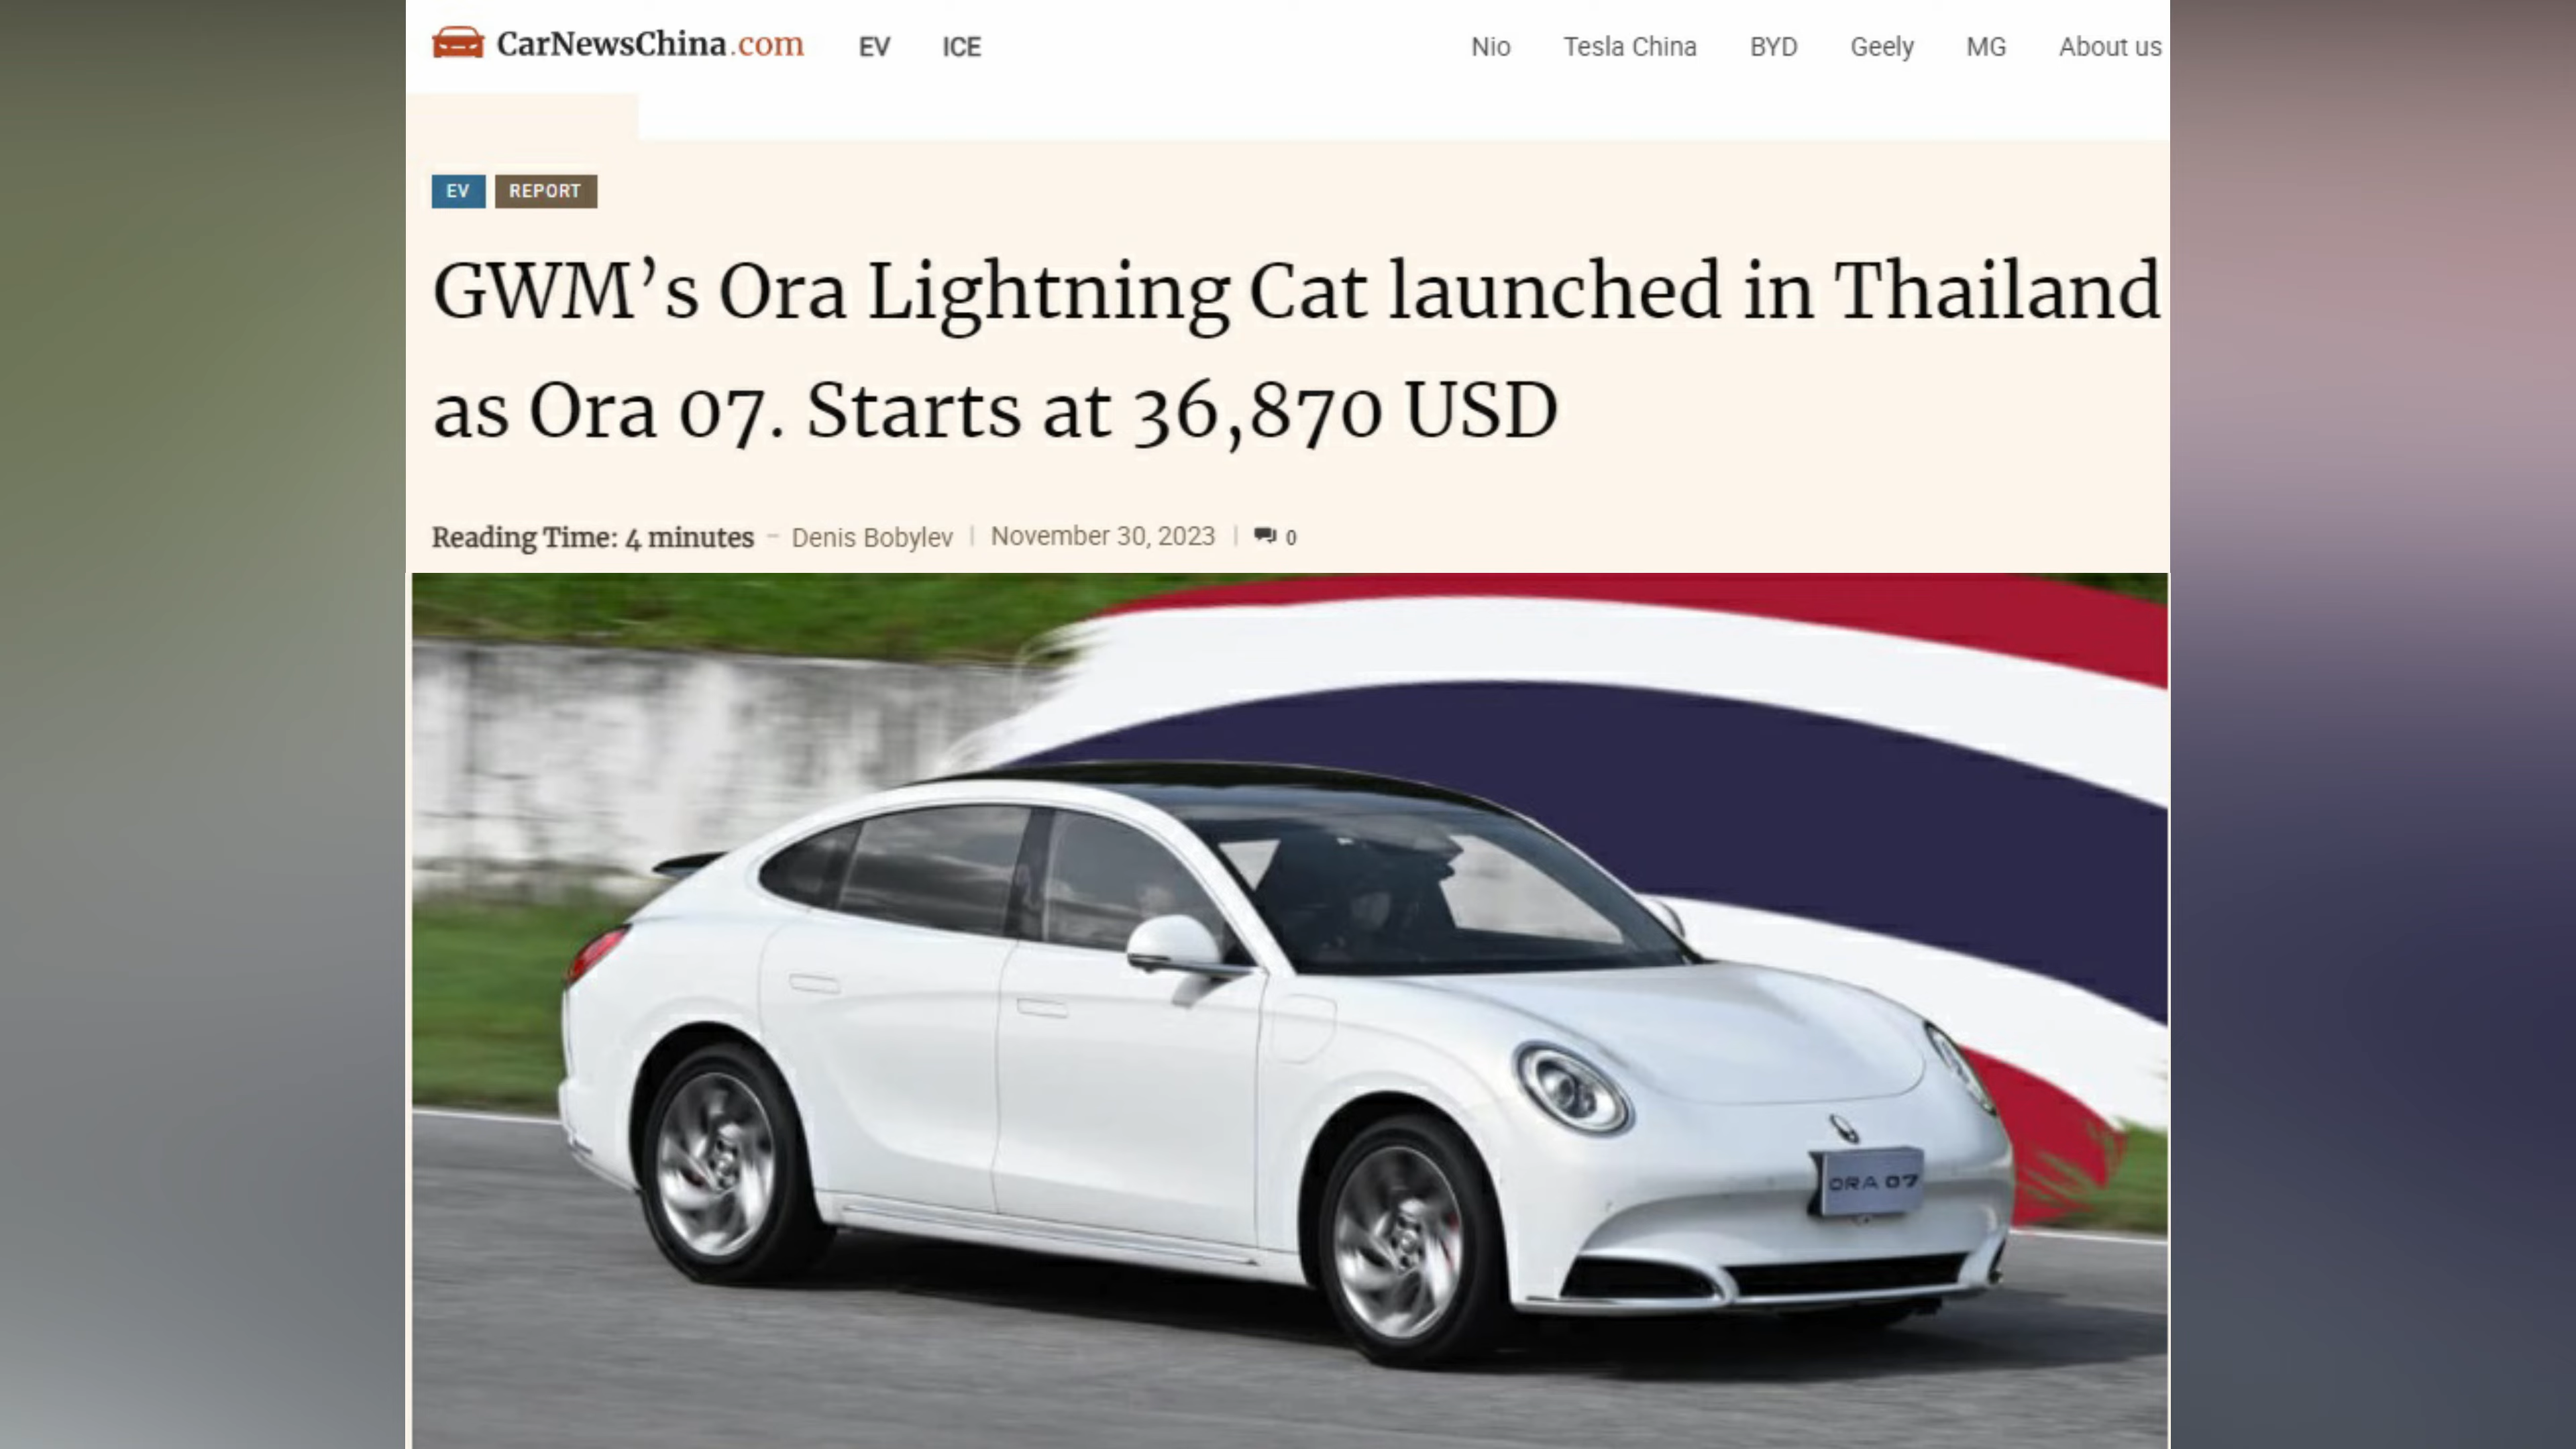 CarNewsChina.com EV ICE Nio Tesla China BYD Geely MG About us
EV REPORT
GWM’s Ora Lightning Cat launched in Thailand
as Ora 07. Starts at 36,870 USD
Reading Time: 4 minutes – Denis Bobylev | November 30, 2023 | 0
ORA 07